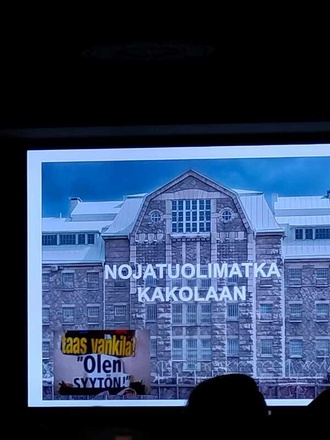 NOJATUOLIMATKA
KAKOLAAN
taas vankila!
"Olen
SYYTÖN!"